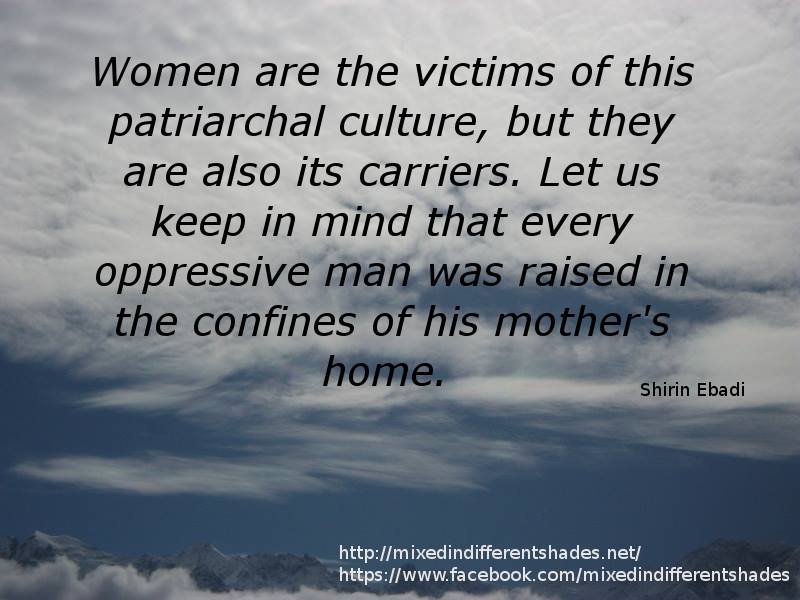 Women are the victims of this
patriarchal culture, but they
are also its carriers. Let us
keep in mind that every
oppressive man was raised in
the confines of his mother's
home.
Shirin Ebadi
http://mixedindifferentshades.net/
https://www.facebook.com/mixedindifferentshades